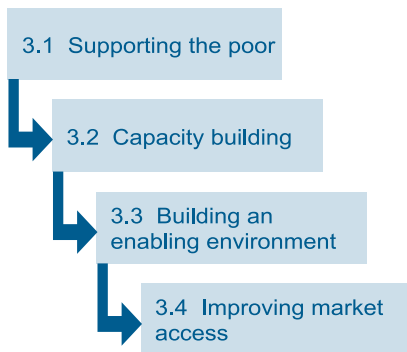 3.1 Supporting the poor
3.2 Capacity building
3.3 Building an
enabling environment
3.4 Improving market
access